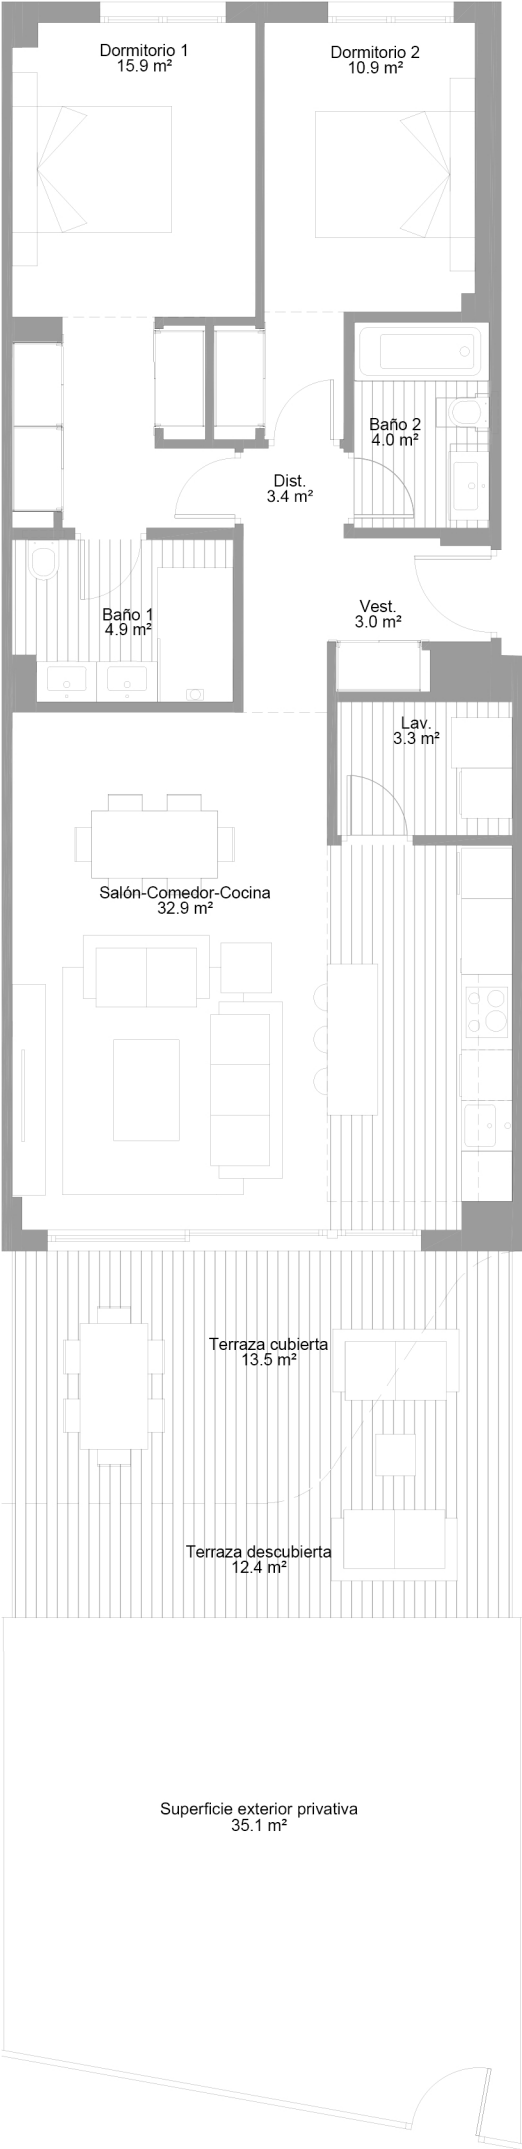 Dormitorio 1
15.9 m²
Dormitorio 2
10.9 m²
Baño 2
4.0 m²
Dist.
3.4 m²
Baño 1
4.9 m²
Vest.
3.0 m²
Lav.
3.3 m²
Salón-Comedor-Cocina
32.9 m²
Terraza cubierta
13.5 m²
Terraza descubierta
12.4 m²
Superficie exterior privativa
35.1 m²